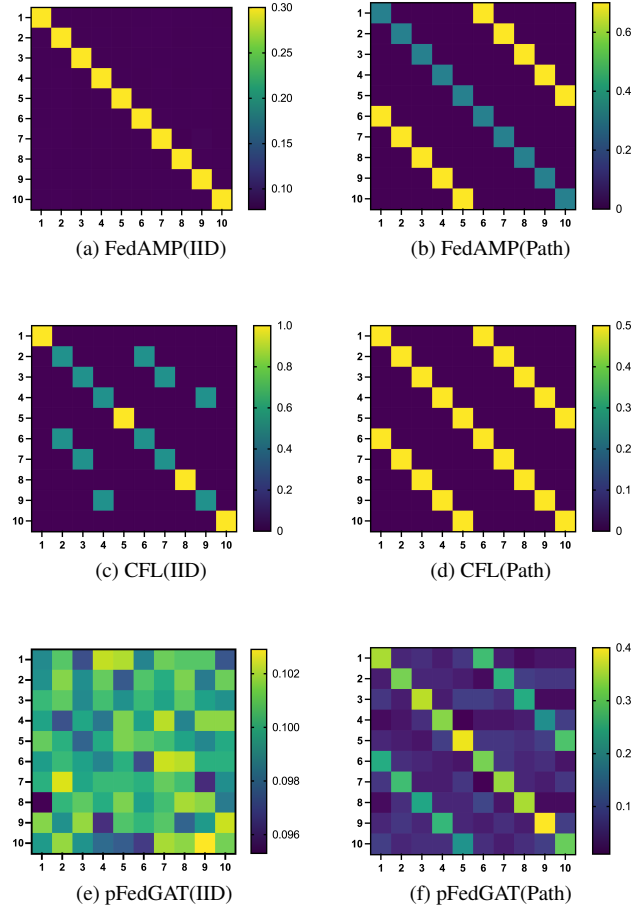 1 2 3 4 5 6 7 8 9 10
1 2 3 4 5 6 7 8 9 10
0.30 0.25 0.20 0.15 0.10
(a) FedAMP(IID)
1 2 3 4 5 6 7 8 9 10
1 2 3 4 5 6 7 8 9 10
0.6 0.4 0.2 0
(b) FedAMP(Path)
1 2 3 4 5 6 7 8 9 10
1 2 3 4 5 6 7 8 9 10
1.0 0.8 0.6 0.4 0.2 0
(c) CFL(IID)
1 2 3 4 5 6 7 8 9 10
1 2 3 4 5 6 7 8 9 10
0.5 0.4 0.3 0.2 0.1 0
(d) CFL(Path)
1 2 3 4 5 6 7 8 9 10
1 2 3 4 5 6 7 8 9 10
0.102 0.100 0.098 0.096
(e) pFedGAT(IID)
1 2 3 4 5 6 7 8 9 10
1 2 3 4 5 6 7 8 9 10
0.4 0.3 0.2 0.1
(f) pFedGAT(Path)